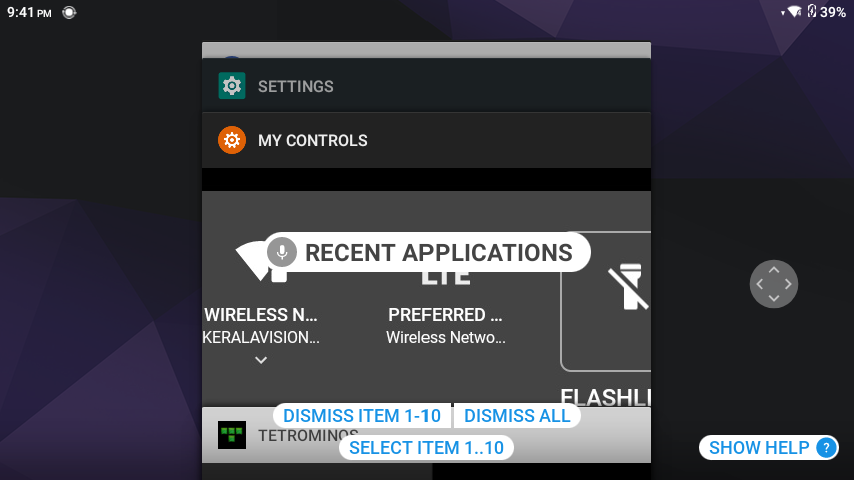 9:41 PM
39%
SETTINGS
MY CONTROLS
RECENT APPLICATIONS
LTE
WIRELESS N... PREFERRED ...
KERALAVISION... Wireless Netwo...
FLASHLI
DISMISS ITEM 1-10 DISMISS ALL
TETROMINOS
SELECT ITEM 1..10
SHOW HELP ?